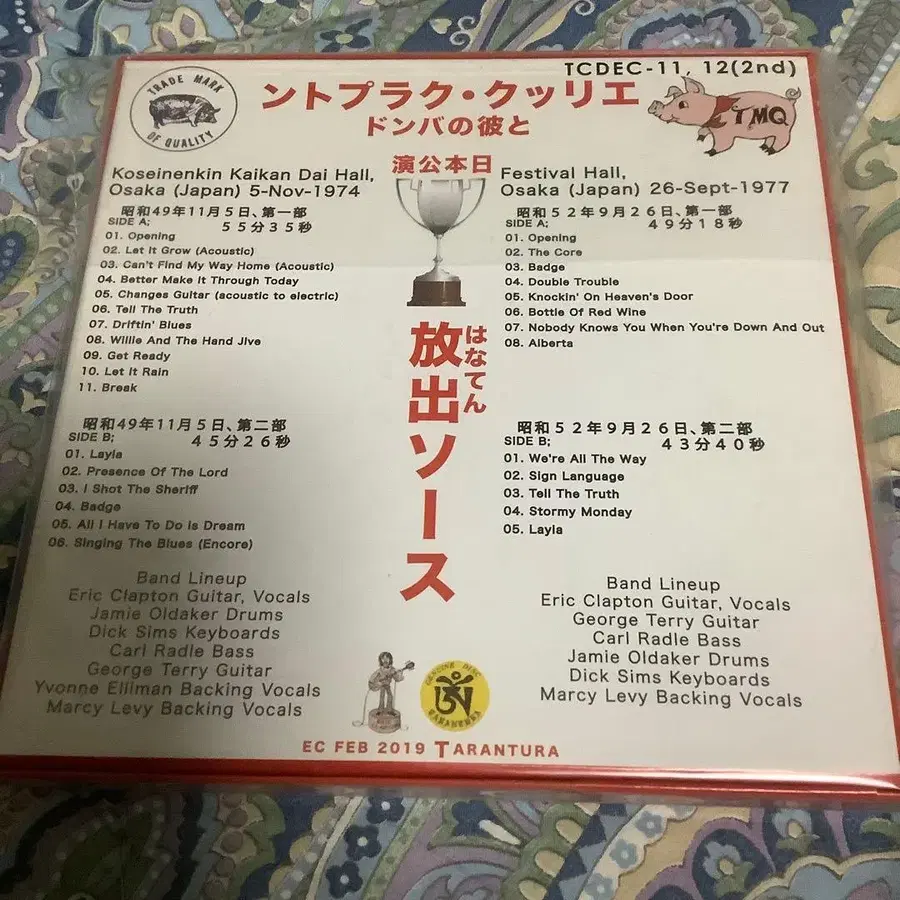 TCDEC-11, 12(2nd)
TRADE MARK
OF QUALITY
ントプラク・クッリエ
ドンバの彼と
TMQ
演公本日
Koseinenkin Kaikan Dai Hall,
Osaka (Japan) 5-Nov-1974
昭和49年11月5日、第一部
SIDE A;
55分35秒
01. Opening
02. Let It Grow (Acoustic)
03. Can't Find My Way Home (Acoustic)
04. Better Make It Through Today
05. Changes Guitar (acoustic to electric)
06. Tell The Truth
07. Driftin' Blues
08. Willie And The Hand Jive
09. Get Ready
10. Let It Rain
11. Break
昭和49年11月5日、第二部
SIDE B;
45分26秒
01. Layla
02. Presence Of The Lord
03. I Shot The Sheriff
04. Badge
05. All I Have To Do Is Dream
06. Singing The Blues (Encore)
Band Lineup
Eric Clapton Guitar, Vocals
Jamie Oldaker Drums
Dick Sims Keyboards
Carl Radle Bass
George Terry Guitar
Yvonne Elliman Backing Vocals
Marcy Levy Backing Vocals
はなてん
放出ソース
Festival Hall,
Osaka (Japan) 26-Sept-1977
昭和52年9月26日、第一部
SIDE A;
49分18秒
01. Opening
02. The Core
03. Badge
04. Double Trouble
05. Knockin' On Heaven's Door
06. Bottle Of Red Wine
07. Nobody Knows You When You're Down And Out
08. Alberta
昭和52年9月26日、第二部
SIDE B;
43分40秒
01. We're All The Way
02. Sign Language
03. Tell The Truth
04. Stormy Monday
05. Layla
Band Lineup
Eric Clapton Guitar, Vocals
George Terry Guitar
Carl Radle Bass
Jamie Oldaker Drums
Dick Sims Keyboards
Marcy Levy Backing Vocals
GENUINE DISC
ॐ
TARANTURA
EC FEB 2019 TARANTURA